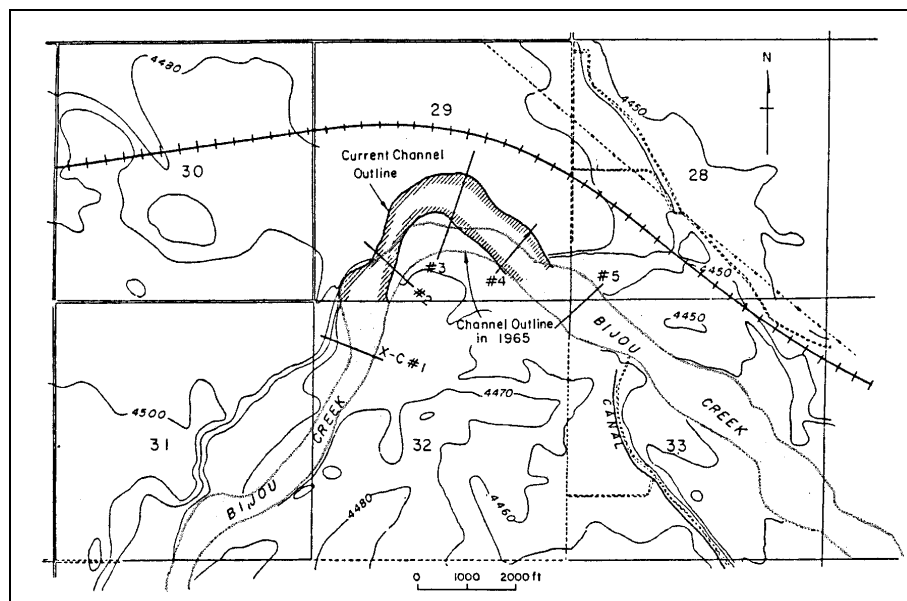 4480
29
N
4450
30
Current Channel
Outline
28
#3
#2
#4
#5
4450
Channel Outline
in 1965
4450
BIJOU
X-C#1
4500
4470
CREEK
CREEK
31
32
CANAL
33
BIJOU
4480
4460
0 1000 2000 ft